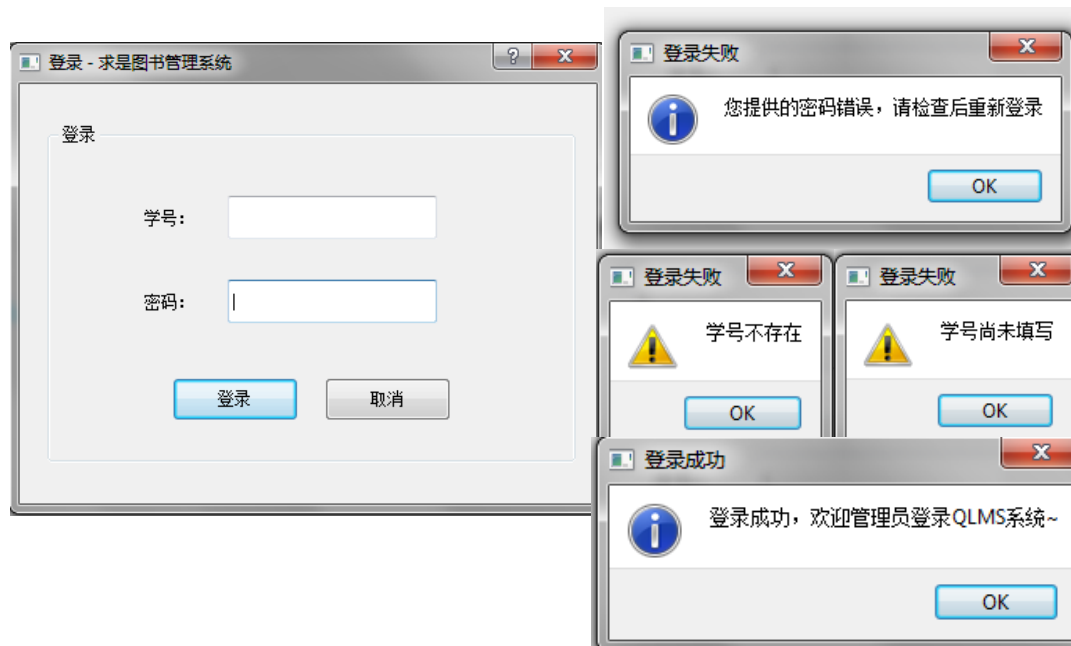 登录 - 求是图书管理系统
登录
学号：
密码：
登录
取消
登录失败
您提供的密码错误，请检查后重新登录
OK
登录失败
学号不存在
OK
登录失败
学号尚未填写
OK
登录成功
登录成功，欢迎管理员登录QLMS系统~
OK